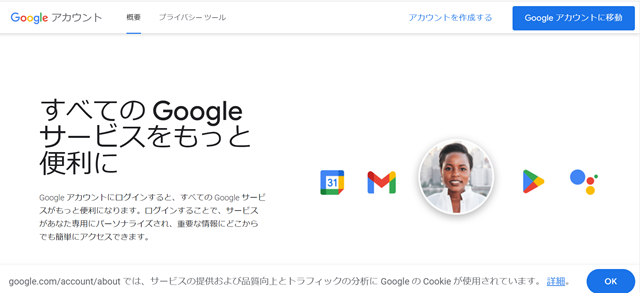 Google アカウント 概要 プライバシー ツール アカウントを作成する Google アカウントに移動
すべての Google
サービスをもっと
便利に
31
Google アカウントにログインすると、すべての Google サービ
スがもっと便利になります。ログインすることで、サービス
があなた専用にパーソナライズされ、重要な情報にどこから
でも簡単にアクセスできます。
google.com/account/about では、サービスの提供および品質向上とトラフィックの分析に Google の Cookie が使用されています。 詳細。 OK